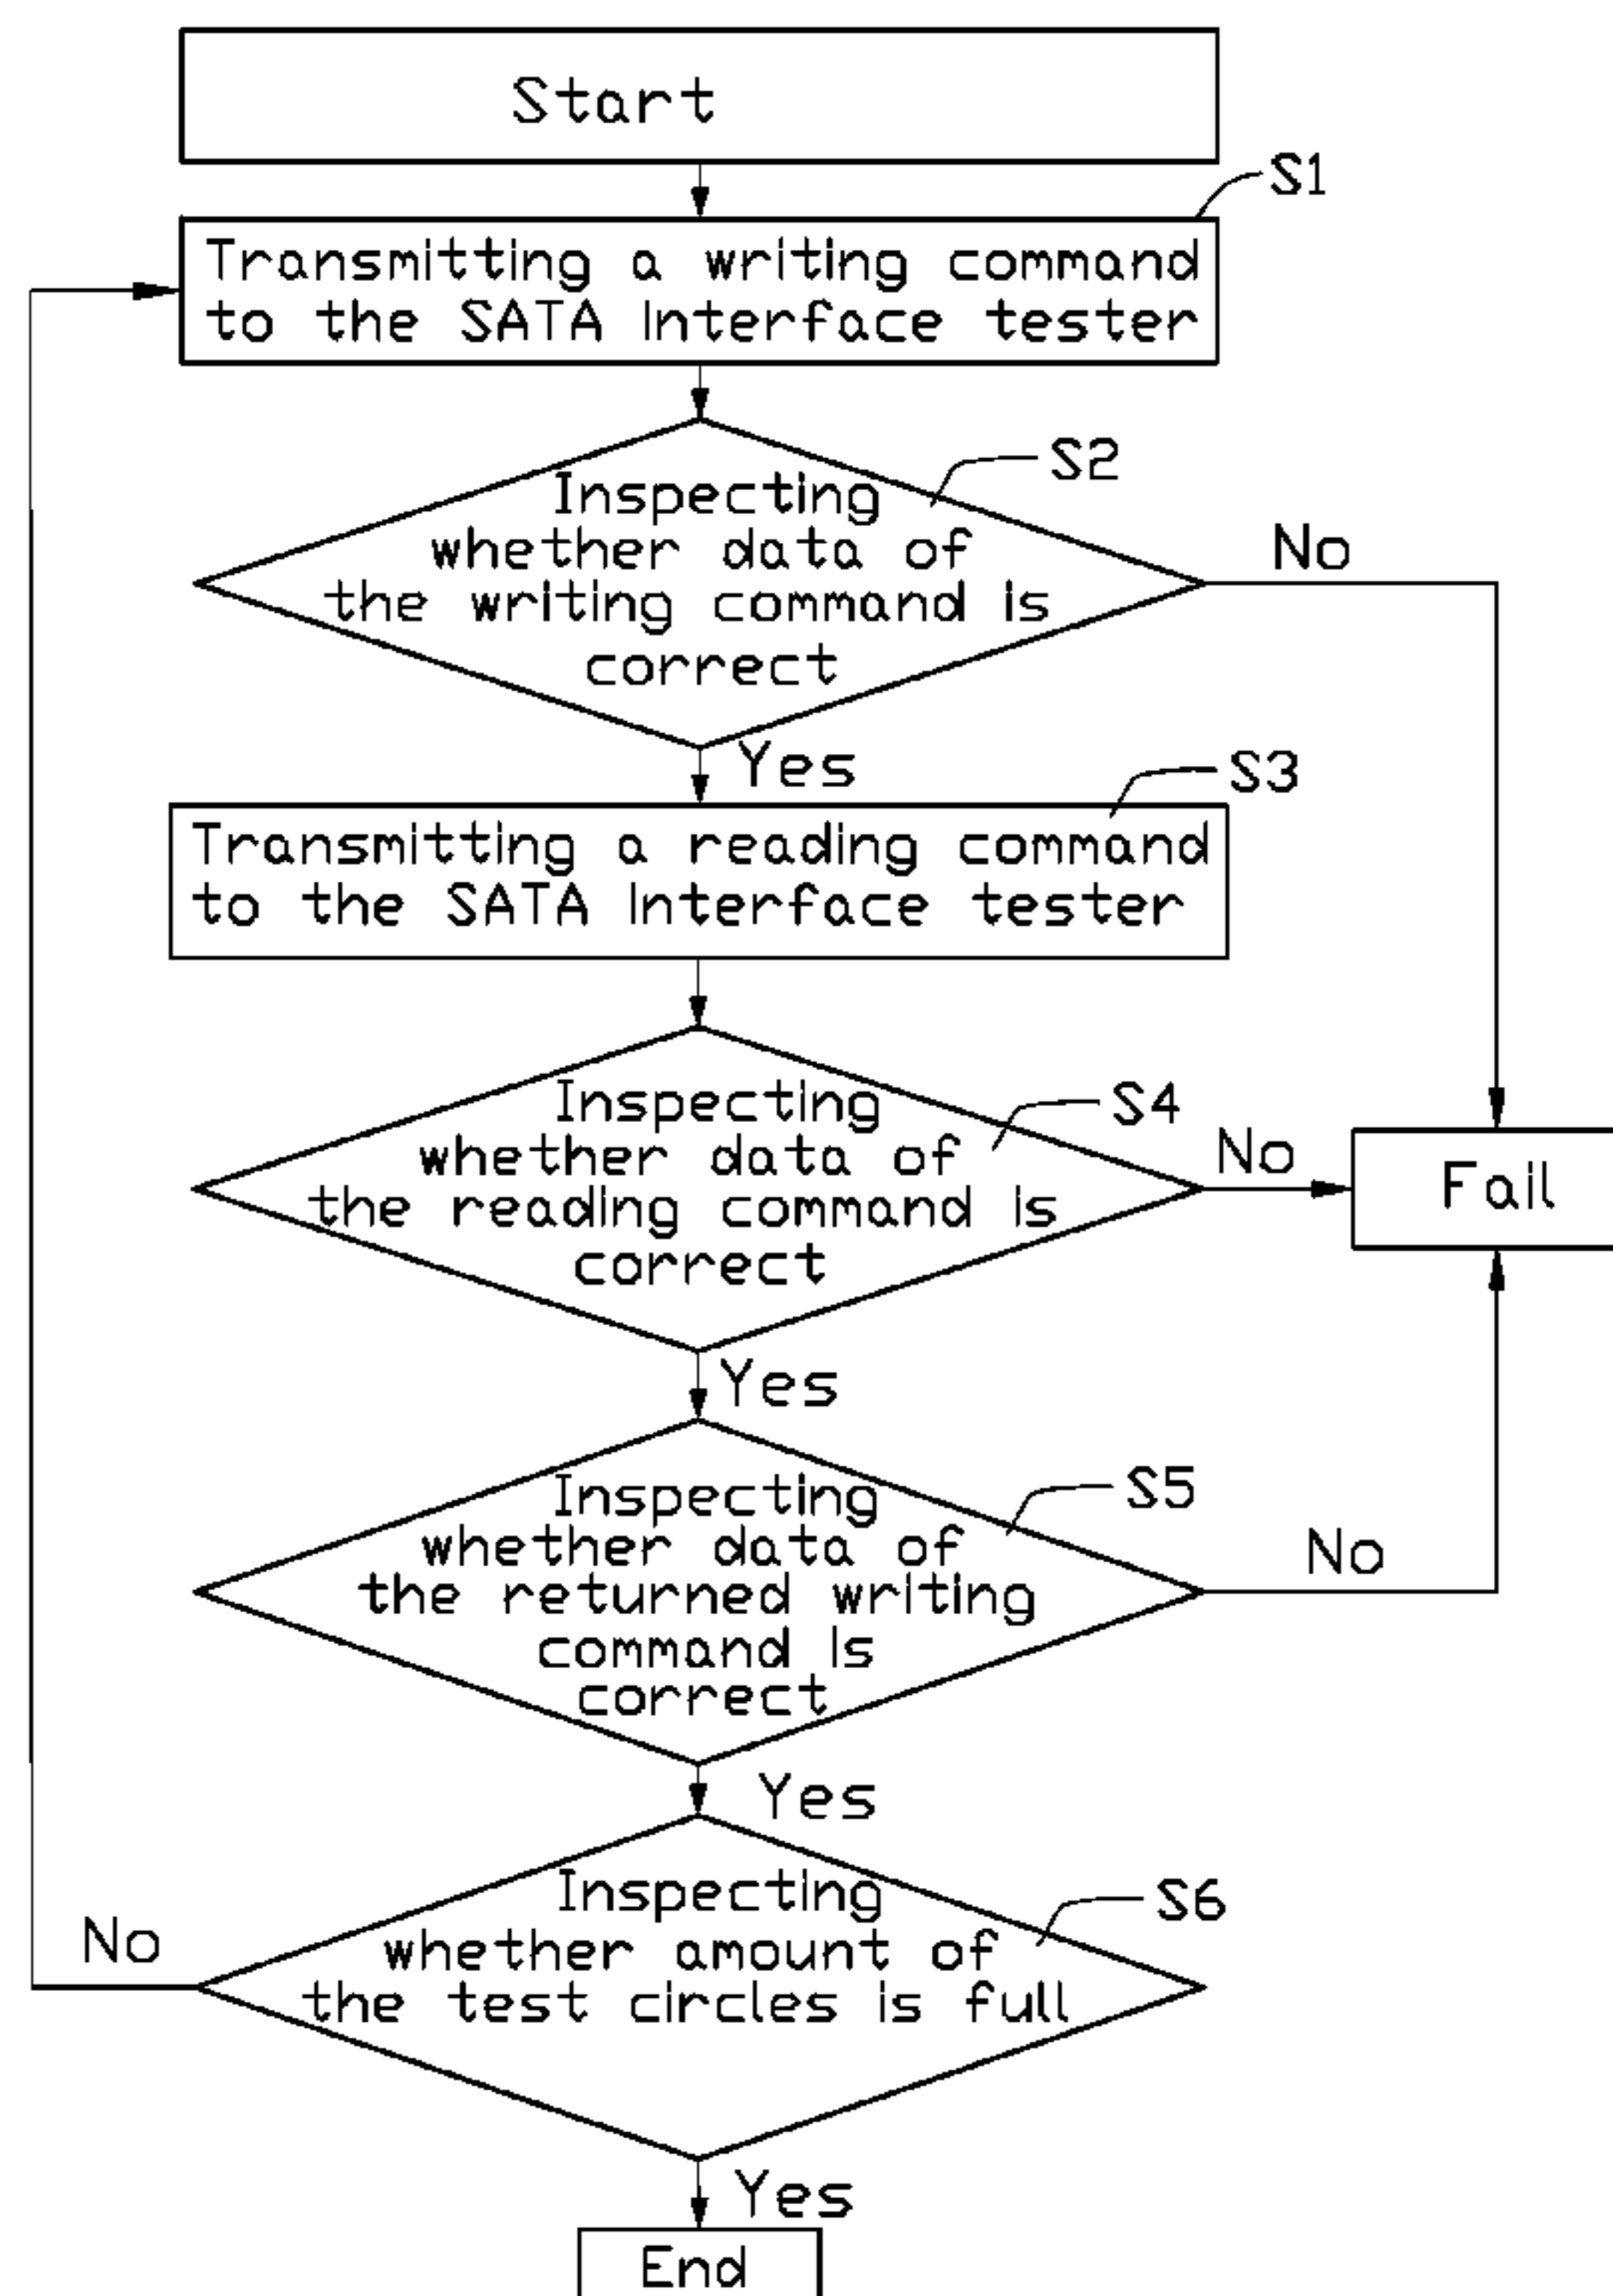 Start
S1
Transmitting a writing command
to the SATA Interface tester
S2
Inspecting
whether data of
the writing command is
correct
No
Yes
S3
Transmitting a reading command
to the SATA Interface tester
S4
Inspecting
whether data of
the reading command is
correct
No
Fail
Yes
S5
Inspecting
whether data of
the returned writing
command is
correct
No
Yes
S6
Inspecting
whether amount of
the test circles is full
No
Yes
End